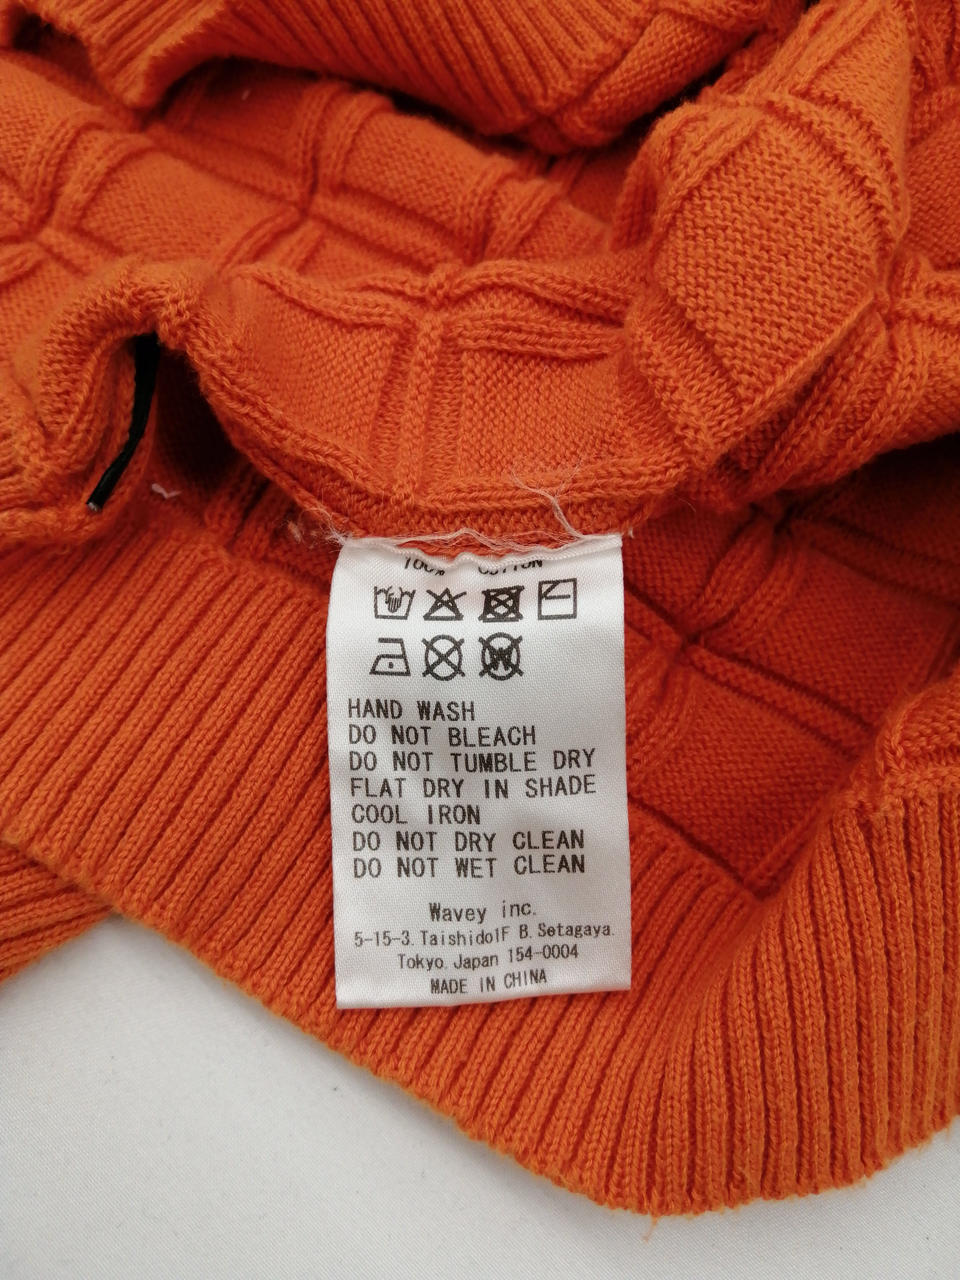 100% COTTON
HAND WASH
DO NOT BLEACH
DO NOT TUMBLE DRY
FLAT DRY IN SHADE
COOL IRON
DO NOT DRY CLEAN
DO NOT WET CLEAN
Wavey inc.
5-15-3.Taishido1F B.Setagaya.
Tokyo.Japan 154-0004
MADE IN CHINA